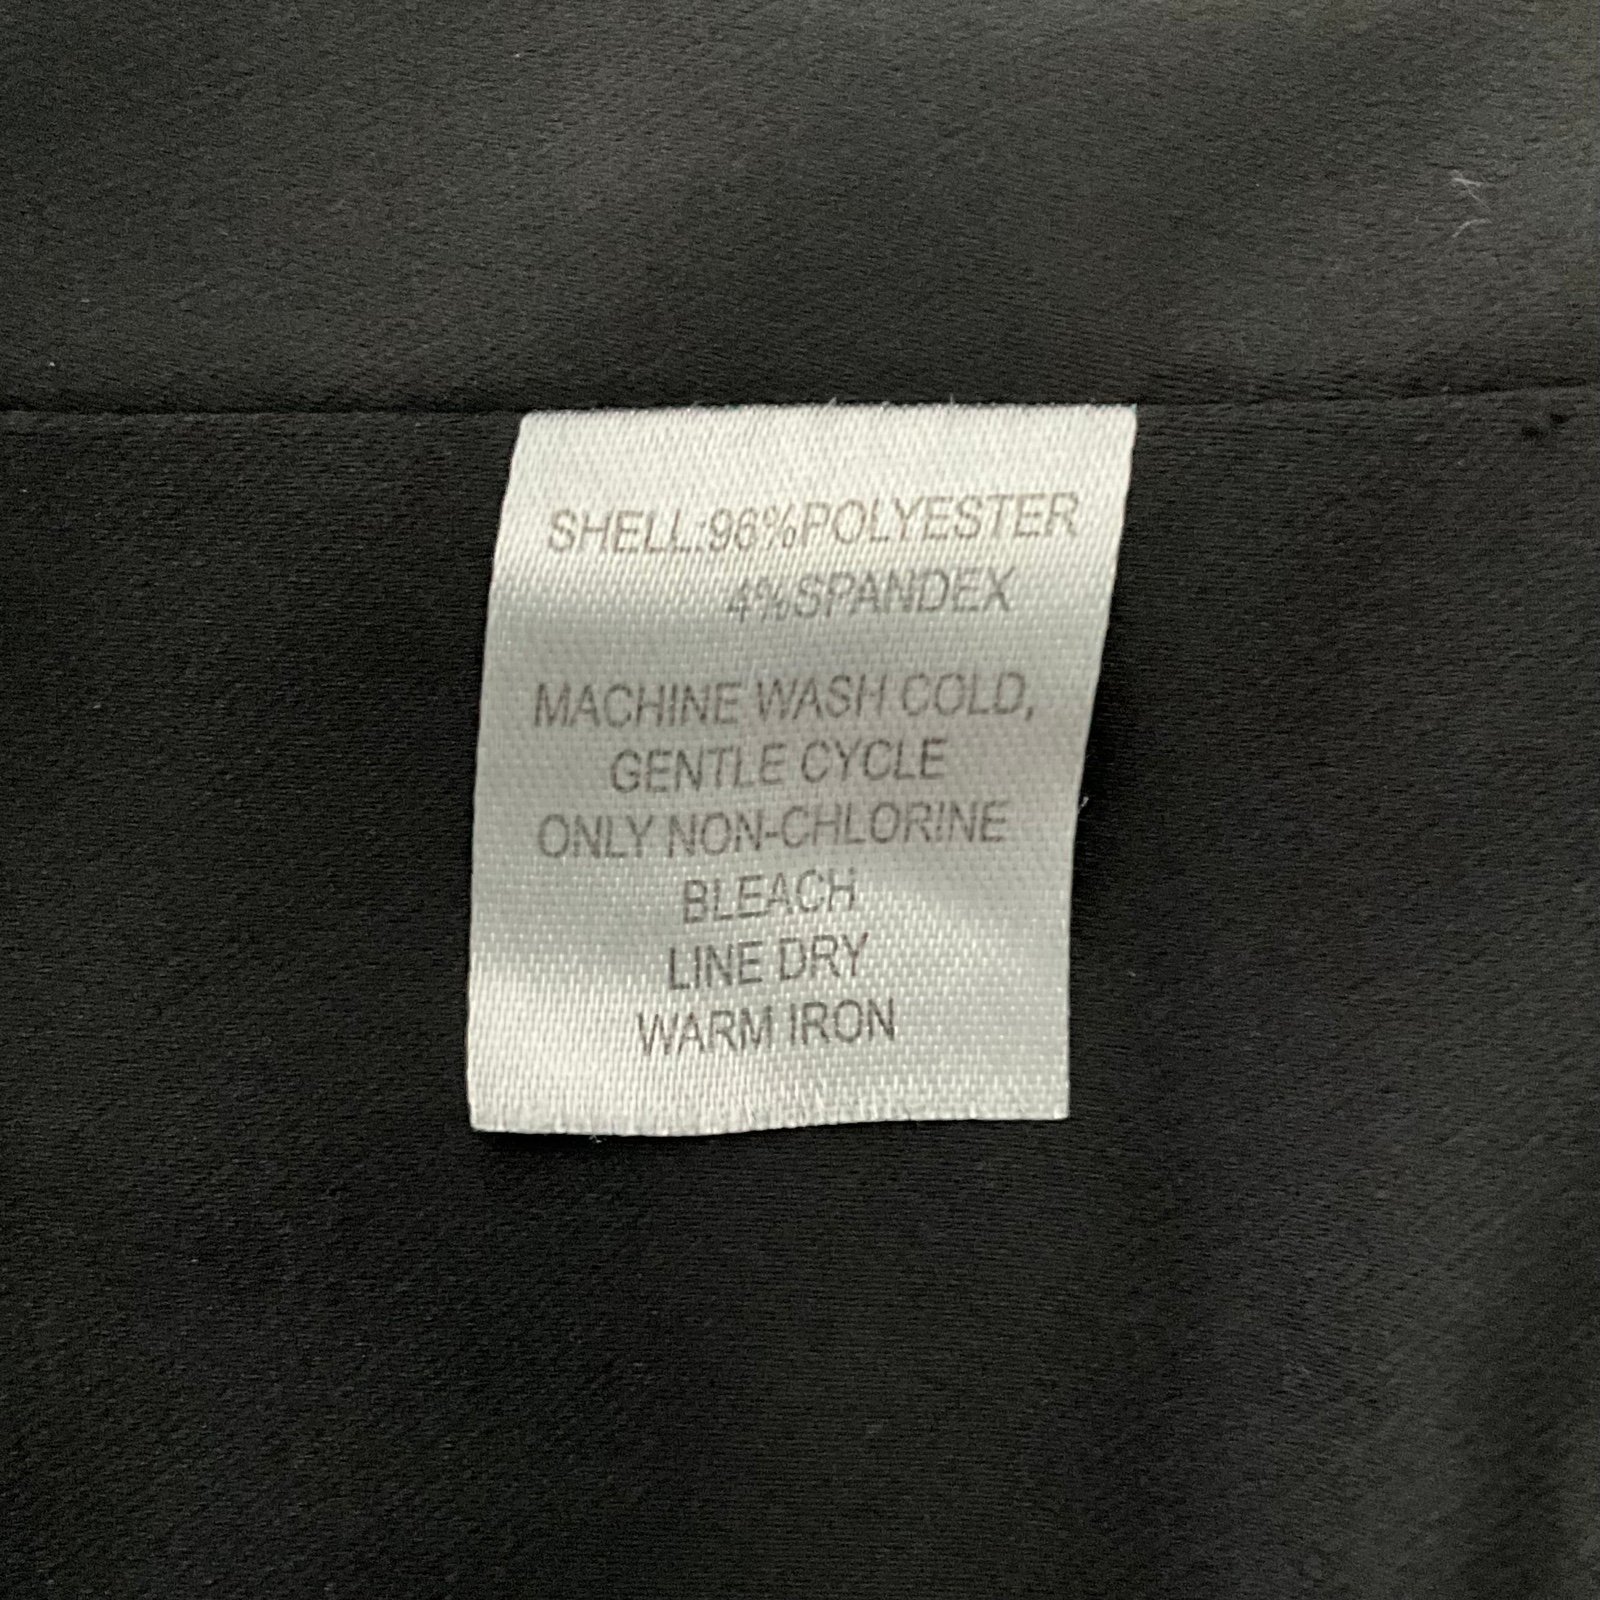 SHELL:96%POLYESTER
4%SPANDEX
MACHINE WASH COLD,
GENTLE CYCLE
ONLY NON-CHLORINE
BLEACH
LINE DRY
WARM IRON